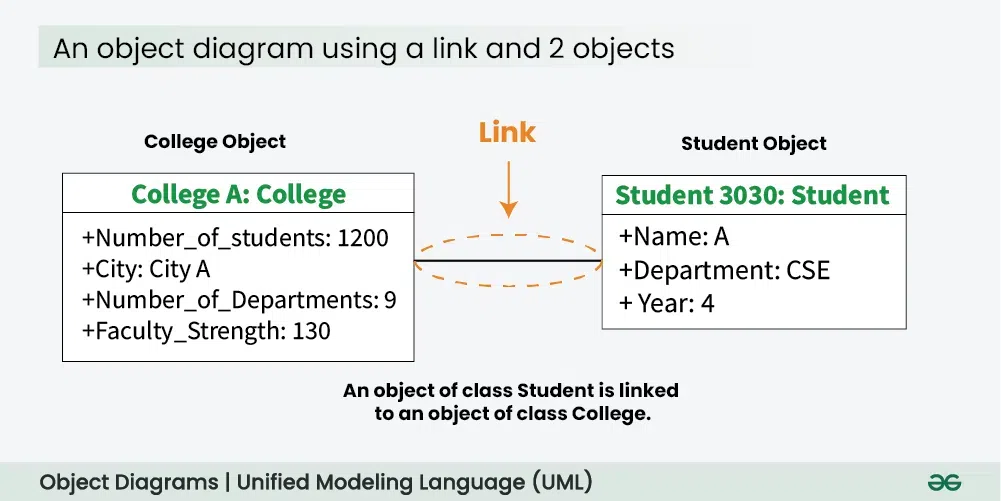 An object diagram using a link and 2 objects
College Object
Link
Student Object
College A: College
+Number_of_students: 1200
+City: City A
+Number_of_Departments: 9
+Faculty_Strength: 130
Student 3030: Student
+Name: A
+Department: CSE
+ Year: 4
An object of class Student is linked
to an object of class College.
Object Diagrams | Unified Modeling Language (UML)